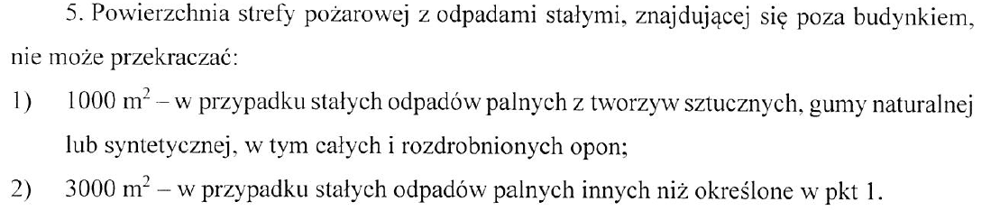 5. Powierzchnia strefy pożarowej z odpadami stałymi, znajdującej się poza budynkiem,
nie może przekraczać:
1) 1000 m² – w przypadku stałych odpadów palnych z tworzyw sztucznych, gumy naturalnej
lub syntetycznej, w tym całych i rozdrobnionych opon;
2) 3000 m² – w przypadku stałych odpadów palnych innych niż określone w pkt 1.